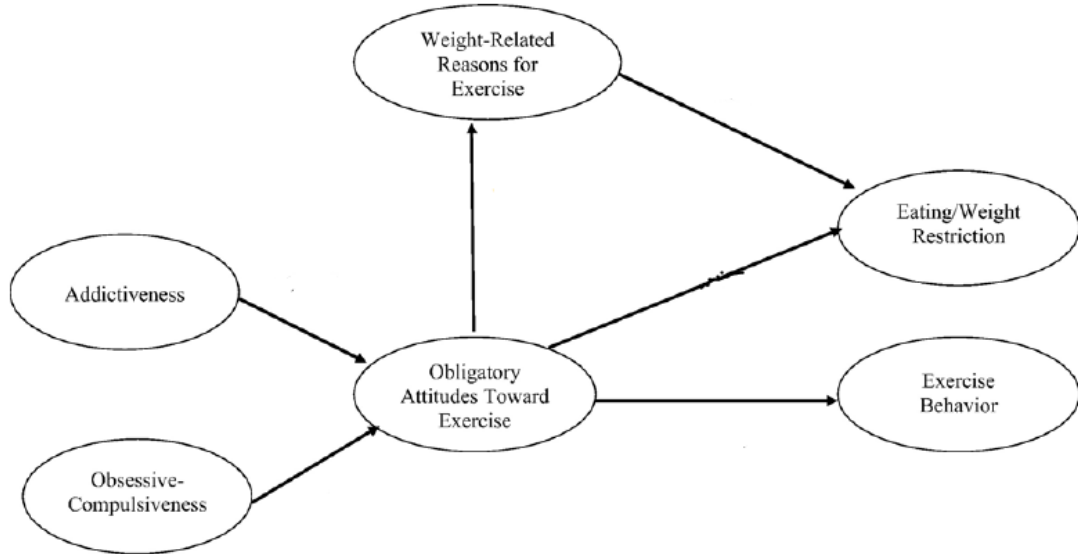 Weight-Related
Reasons for
Exercise
Eating/Weight
Restriction
Addictiveness
Obligatory
Attitudes Toward
Exercise
Exercise
Behavior
Obsessive-
Compulsiveness